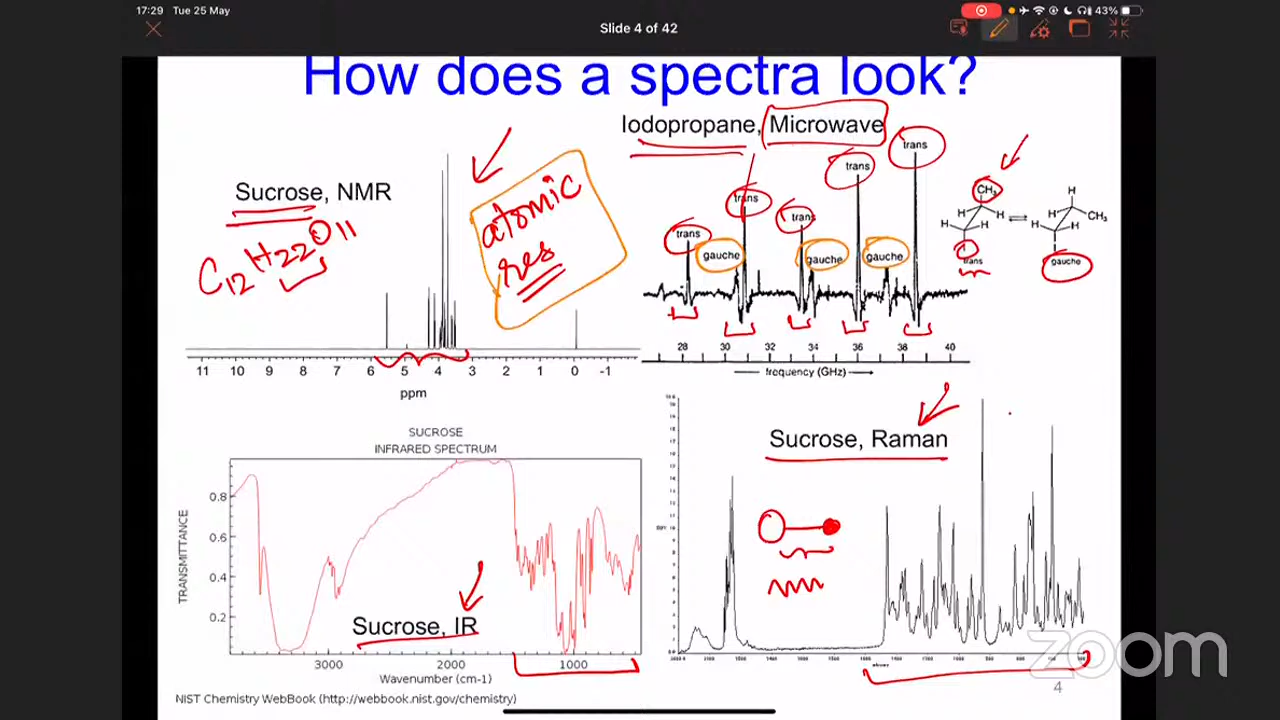 17:29 Tue 25 May
43%
Slide 4 of 42
How does a spectra look?
Sucrose, NMR
C12H22O11
atomic
res
11 10 9 8 7 6 5 4 3 2 1 0 -1
ppm
Iodopropane, Microwave
trans
trans
trans
trans
trans
gauche
gauche
gauche
28 30 32 34 36 38 40
frequency (GHz)
CH₃
H H
H H
trans
H
H CH₃
H H
gauche
SUCROSE
INFRARED SPECTRUM
TRANSMITTANCE
0.8
0.6
0.4
0.2
Sucrose, IR
3000 2000 1000
Wavenumber (cm-1)
NIST Chemistry WebBook (http://webbook.nist.gov/chemistry)
Sucrose, Raman
zoom
4